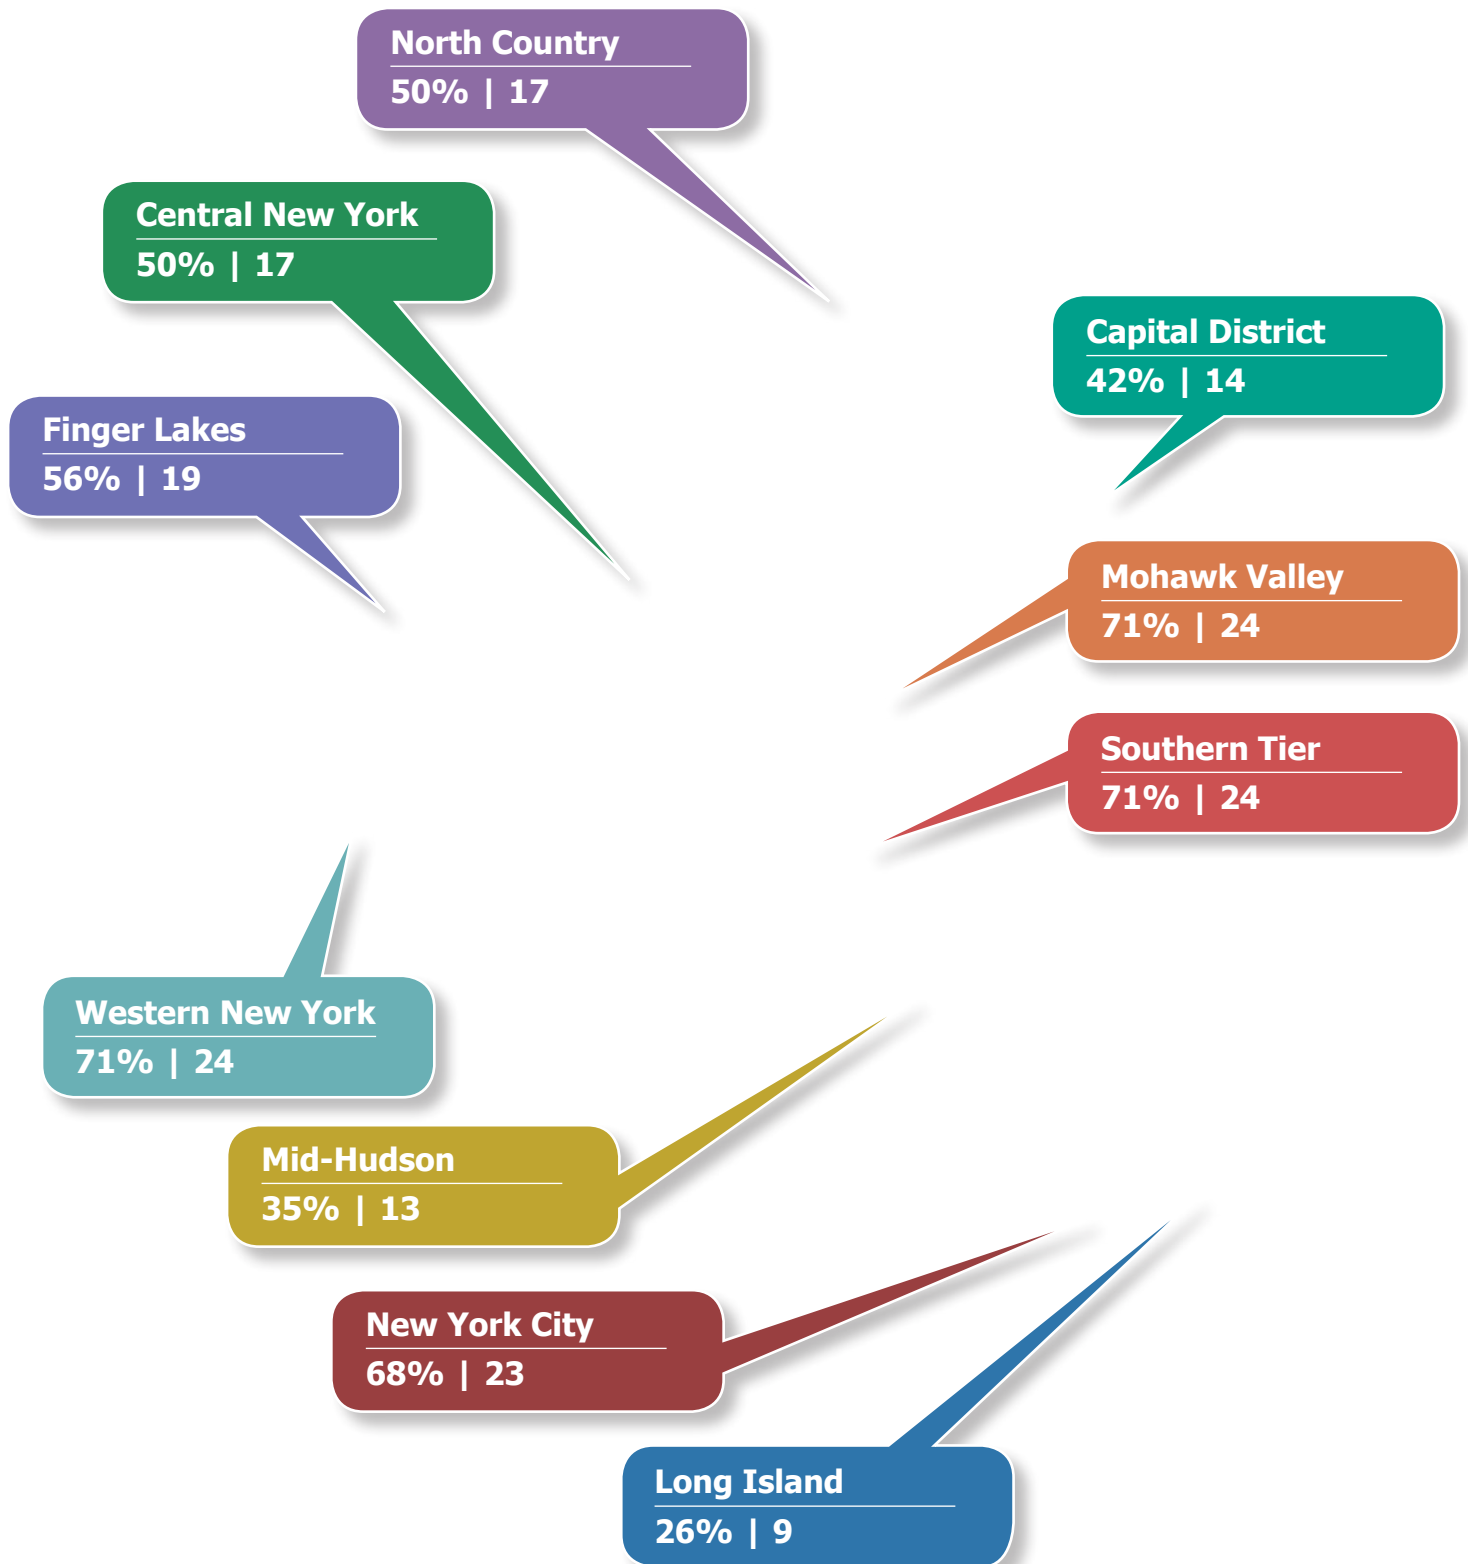 North Country
50% | 17
Central New York
50% | 17
Capital District
42% | 14
Finger Lakes
56% | 19
Mohawk Valley
71% | 24
Southern Tier
71% | 24
Western New York
71% | 24
Mid-Hudson
35% | 13
New York City
68% | 23
Long Island
26% | 9